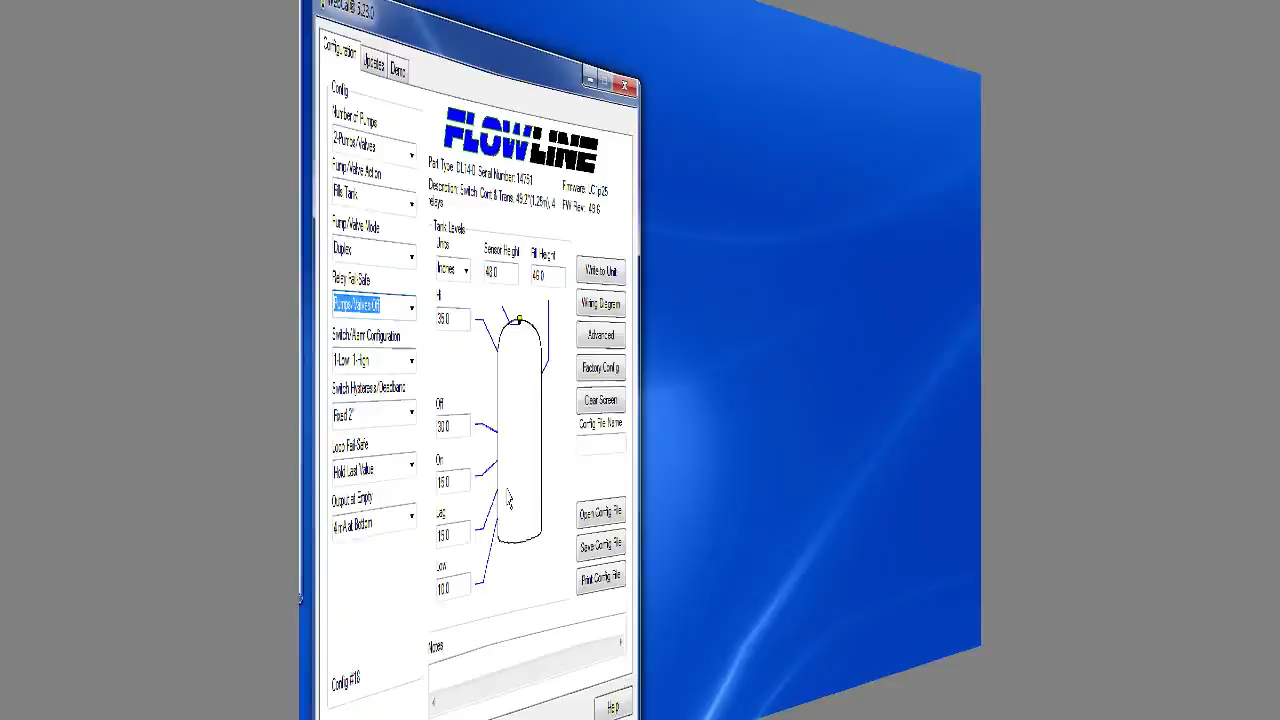 WebCal® 5.23.0
Configuration
Updates
Demo
Config
Number of Pumps
2-Pumps/Valves
Pump/Valve Action
Fills Tank
Pump/Valve Mode
Duplex
Relay Fail-Safe
Pumps/Valves Off
Switch/Alarm Configuration
1-Low 1-High
Switch Hysteresis/Deadband
Fixed 2"
Loop Fail-Safe
Hold Last Value
Output at Empty
4mA at Bottom
Config #18
FLOWLINE
Part Type: DL14-0 Serial Number: 14751
Description: Switch, Cont & Trans, 49.2"(1.25m), 4
relays
FW Rev: 49.6
Tank Levels
Units
Inches
Sensor Height
48.0
Fill Height
46.0
Hi
35.0
Off
30.0
On
15.0
Lag
15.0
Low
10.0
Write to Unit
Wiring Diagram
Advanced
Factory Config
Clear Screen
Config File Name
Open Config File
Save Config File
Print Config File
Notes
Help